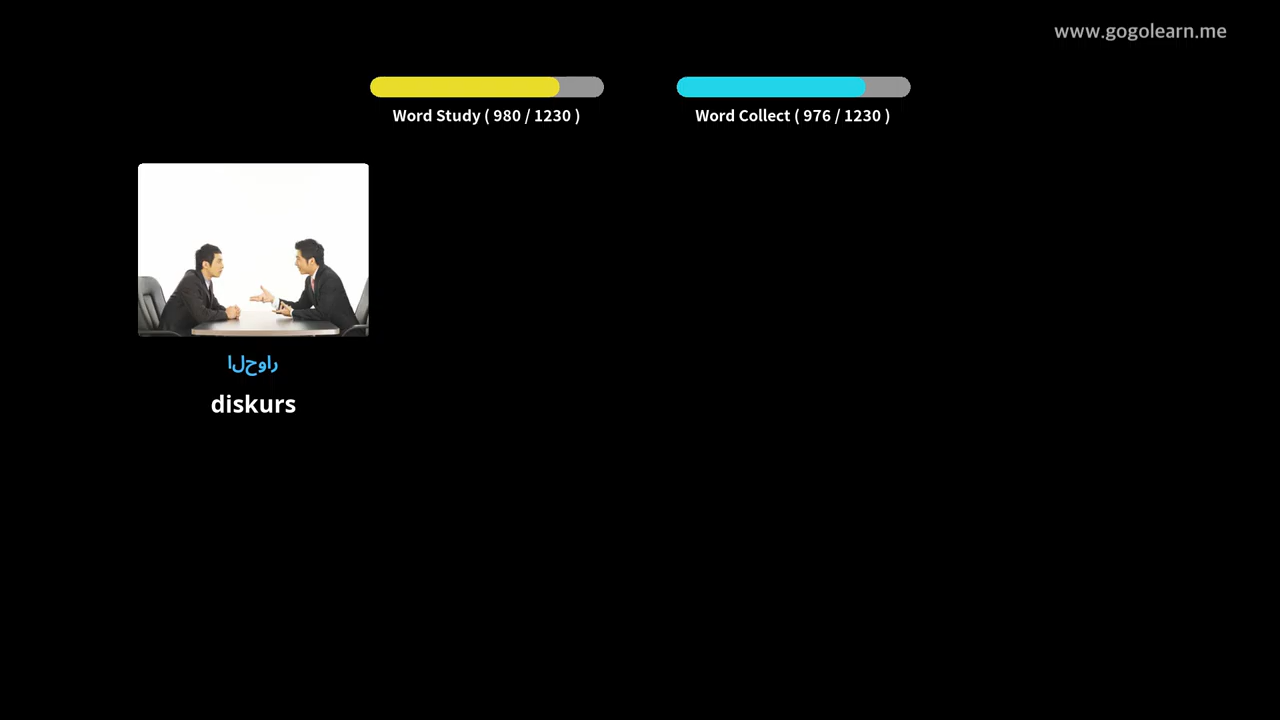 www.gogolearn.me
Word Study ( 980 / 1230 )
Word Collect ( 976 / 1230 )
الحوار
diskurs